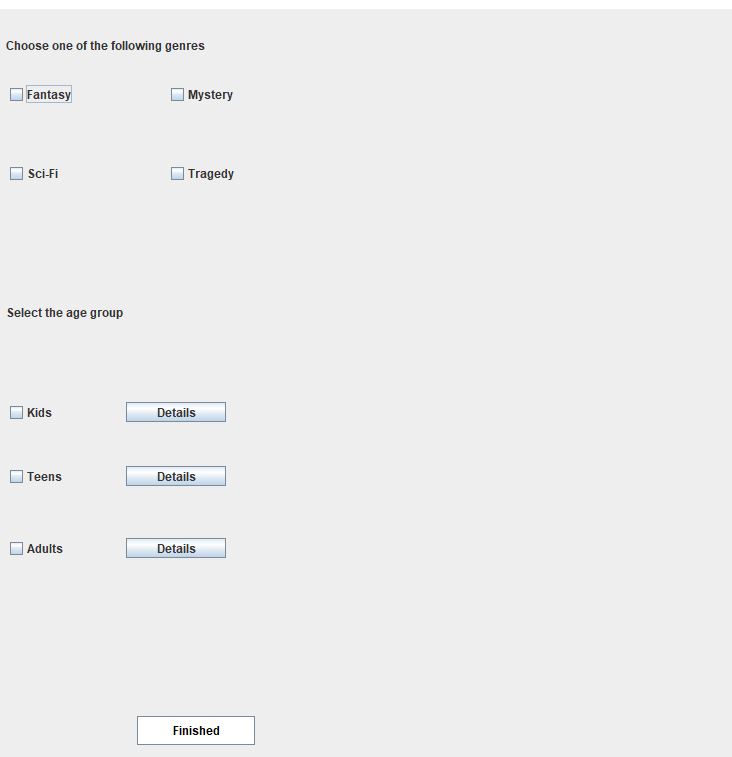 Choose one of the following genres
Fantasy Mystery
Sci-Fi Tragedy
Select the age group
Kids Details
Teens Details
Adults Details
Finished